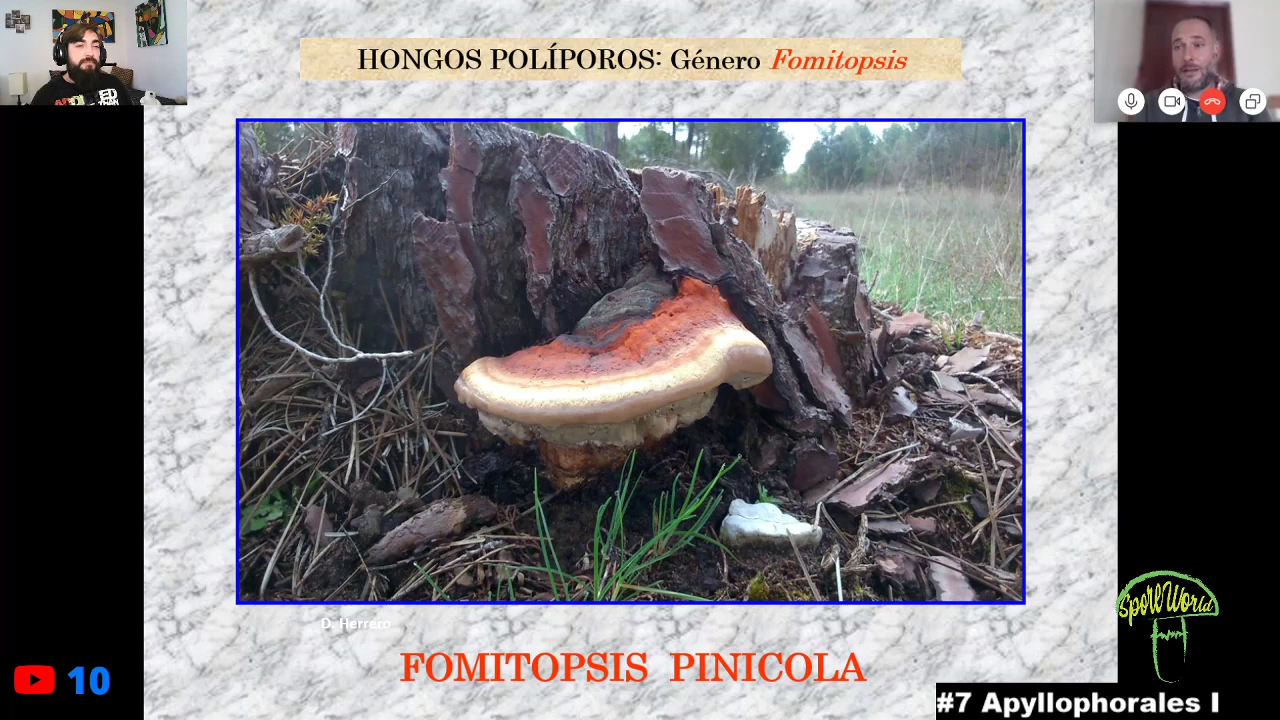 HONGOS POLÍPOROS: Género Fomitopsis
D. Herrero
FOMITOPSIS PINICOLA
SporeWorld
10
#7 Apyllophorales I